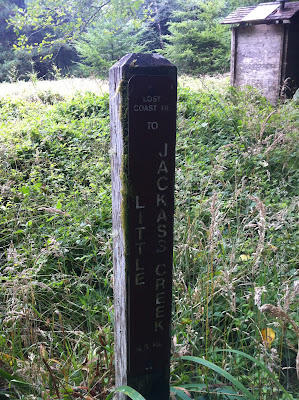 LOST
COAST TR
TO
LITTLE
JACKASS CREEK